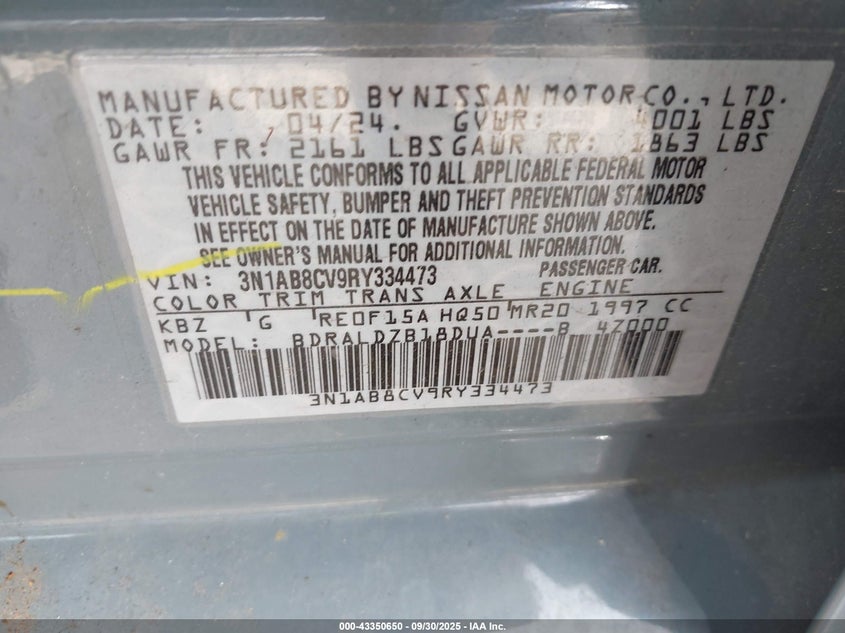 MANUFACTURED BY NISSAN MOTOR CO., LTD.
DATE: 04/24. GVWR: 4001 LBS
GAWR FR: 2161 LBS GAWR RR: 1863 LBS
THIS VEHICLE CONFORMS TO ALL APPLICABLE FEDERAL MOTOR
VEHICLE SAFETY, BUMPER AND THEFT PREVENTION STANDARDS
IN EFFECT ON THE DATE OF MANUFACTURE SHOWN ABOVE.
SEE OWNER'S MANUAL FOR ADDITIONAL INFORMATION.
VIN: 3N1AB8CV9RY334473 PASSENGER CAR.
COLOR TRIM TRANS AXLE ENGINE
KBZ G RE0F15A HQ50 MR20 1997 CC
MODEL: BDRALDZB18DUA----B 47000
3N1AB8CV9RY334473
000-43350650 - 09/30/2025 - IAA Inc.